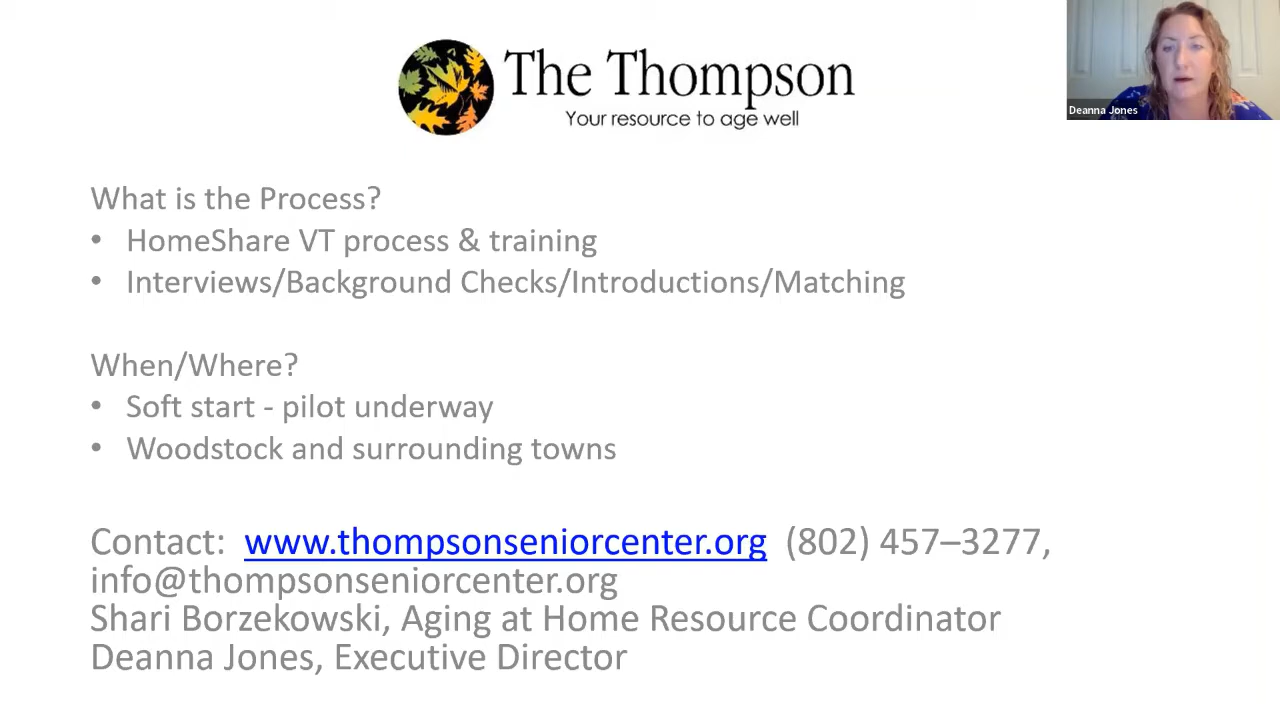 The Thompson
Your resource to age well
Deanna Jones
What is the Process?
• HomeShare VT process & training
• Interviews/Background Checks/Introductions/Matching
When/Where?
• Soft start - pilot underway
• Woodstock and surrounding towns
Contact: www.thompsonseniorcenter.org (802) 457–3277,
info@thompsonseniorcenter.org
Shari Borzekowski, Aging at Home Resource Coordinator
Deanna Jones, Executive Director